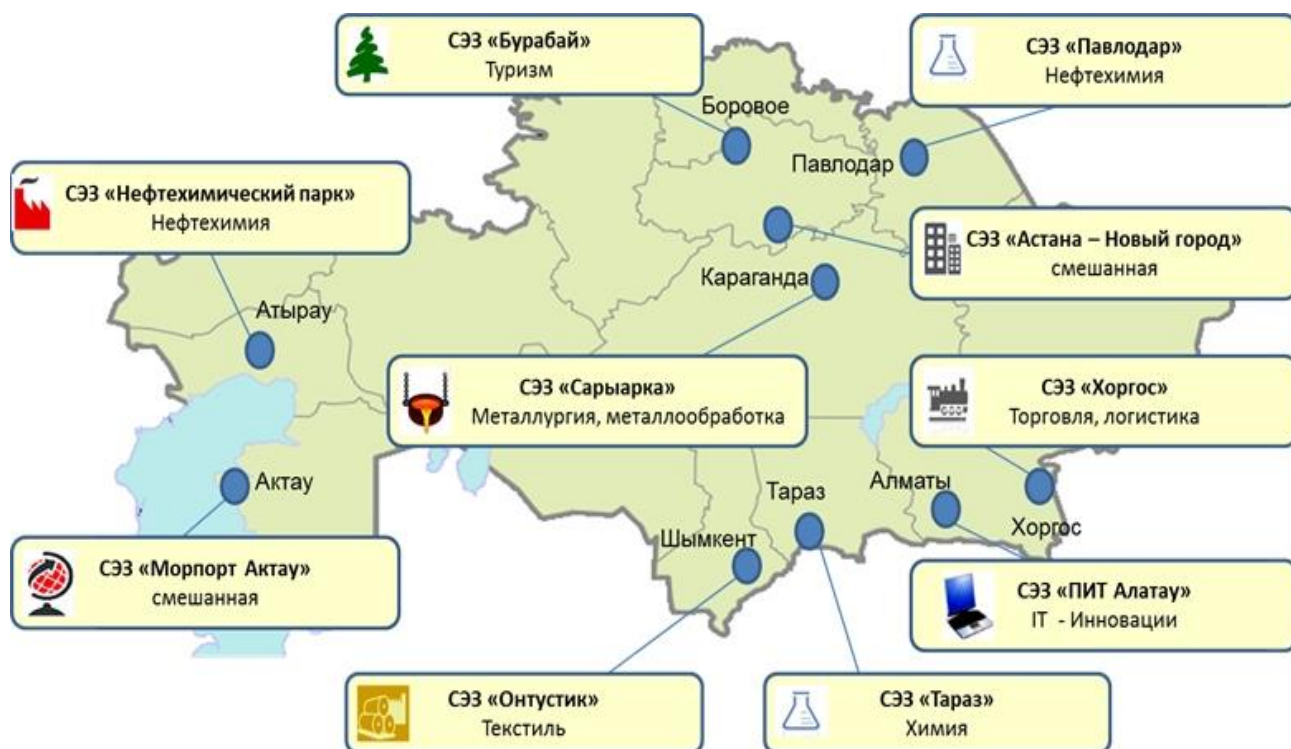 СЭЗ «Бурабай»
Туризм
СЭЗ «Павлодар»
Нефтехимия
Боровое
Павлодар
СЭЗ «Нефтехимический парк»
Нефтехимия
СЭЗ «Астана – Новый город»
смешанная
Караганда
Атырау
СЭЗ «Сарыарка»
Металлургия, металлообработка
СЭЗ «Хоргос»
Торговля, логистика
Актау
Тараз
Алматы
Хоргос
Шымкент
СЭЗ «Морпорт Актау»
смешанная
СЭЗ «ПИТ Алатау»
IT - Инновации
СЭЗ «Онтустик»
Текстиль
СЭЗ «Тараз»
Химия